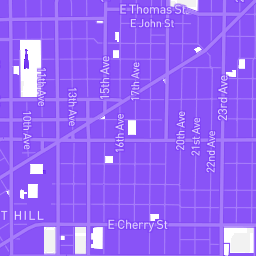 E Thomas St
E John St
11th Ave
10th Ave
13th Ave
15th Ave
17th Ave
16th Ave
20th Ave
21st Ave
22nd Ave
23rd Ave
T HILL
E Cherry St